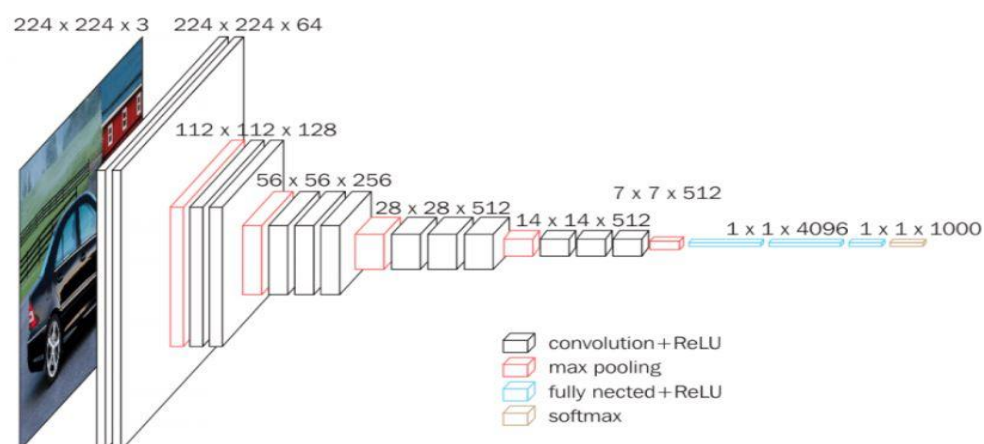 224 x 224 x 3
224 x 224 x 64
112 x 112 x 128
56 x 56 x 256
28 x 28 x 512
14 x 14 x 512
7 x 7 x 512
1 x 1 x 4096
1 x 1 x 1000
convolution+ReLU
max pooling
fully nected+ReLU
softmax